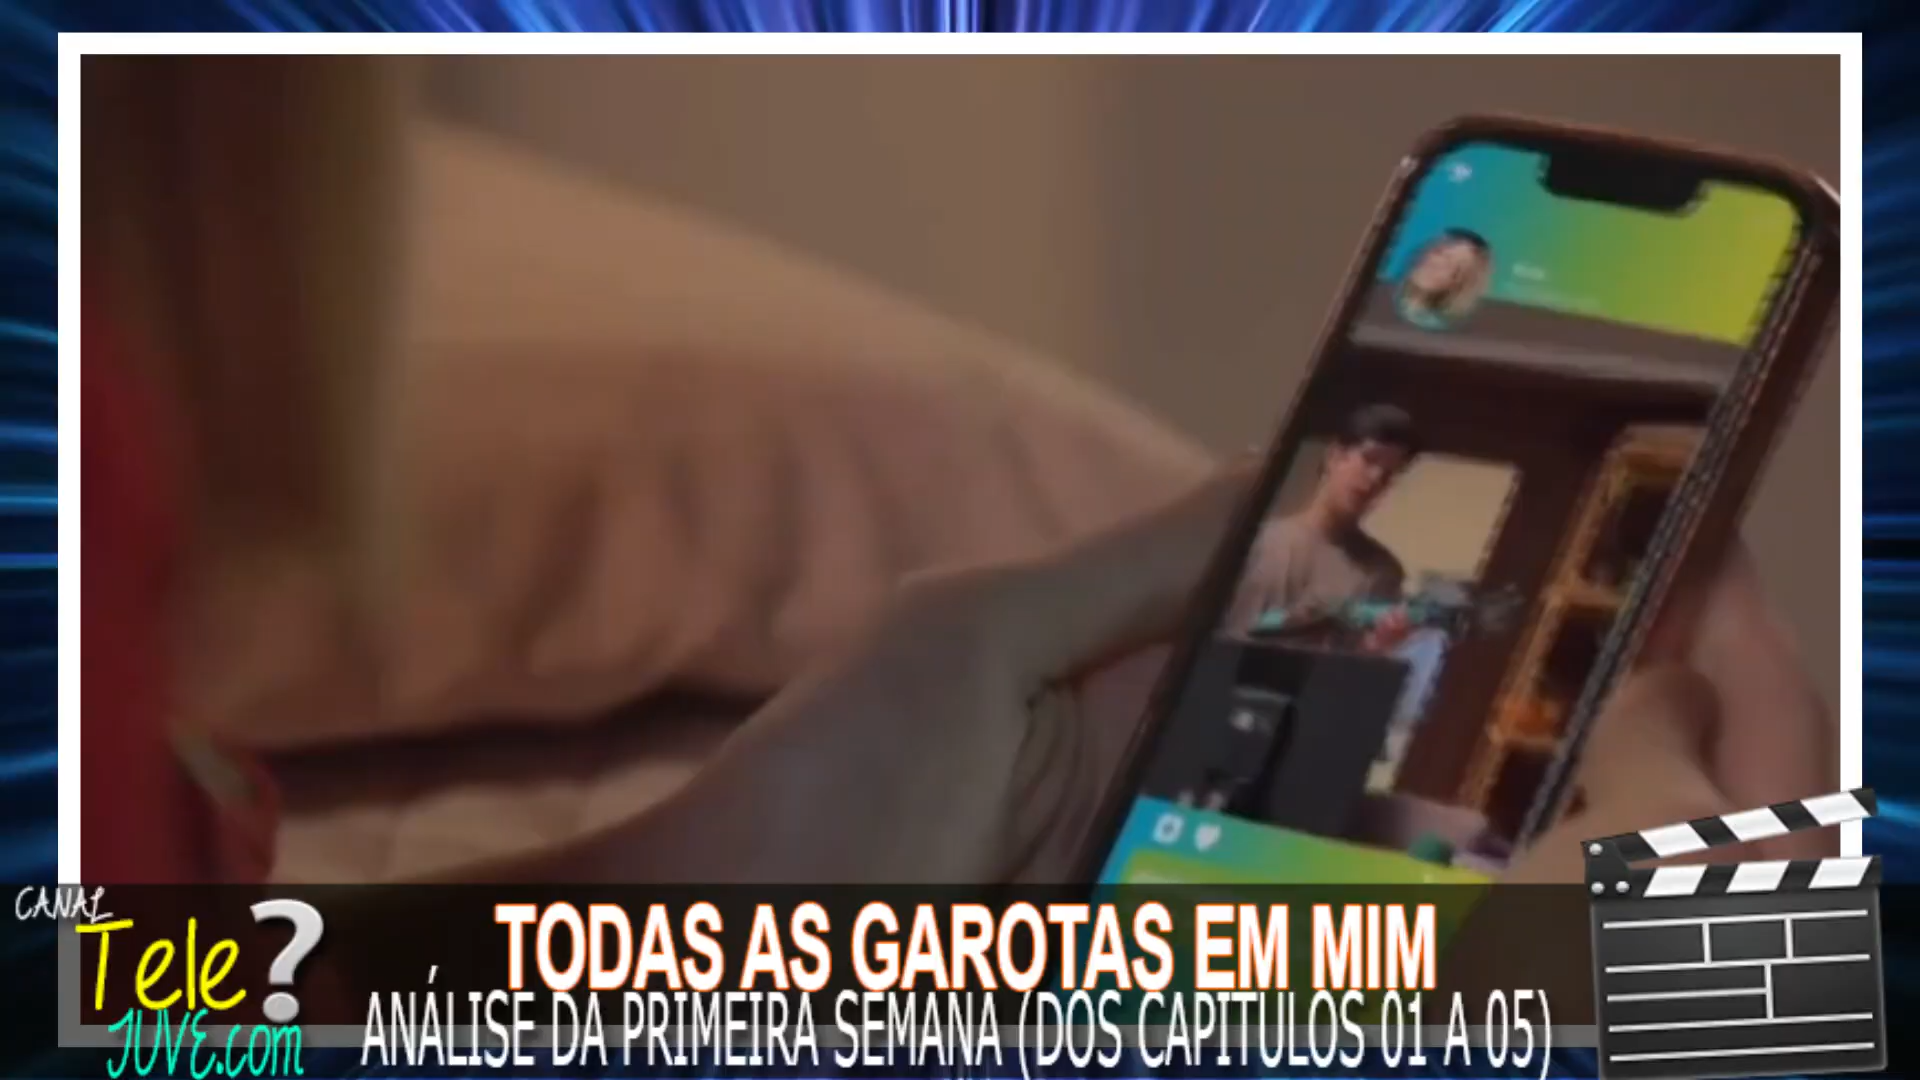 CANAL
Tele?
JUVE.com
TODAS AS GAROTAS EM MIM
ANÁLISE DA PRIMEIRA SEMANA (DOS CAPITULOS 01 A 05)